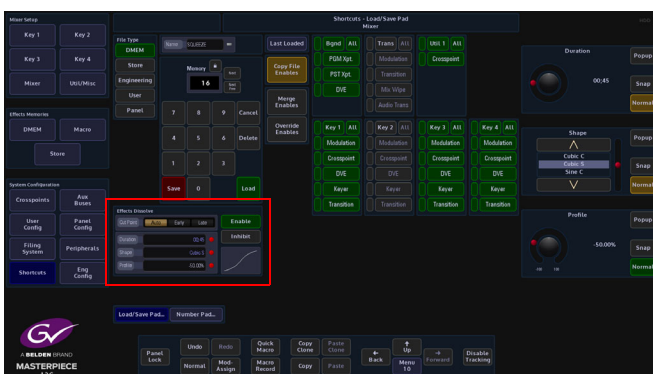 Mixer Setup
Shortcuts - Load/Save Pad
Mixer
Key 1
Key 2
Key 3
Key 4
Mixer
Util/Misc
Effects Memories
DMEM
Macro
Store
System Configuration
Crosspoints
Aux
Buses
User
Config
Panel
Config
Filing
System
Peripherals
Shortcuts
Eng
Config
File Type
DMEM
Store
Engineering
User
Panel
Name
SQUEEZE
Memory
16
7
8
9
Cancel
4
5
6
Delete
1
2
3
Save
0
Load
Last Loaded
Copy File
Enables
Merge
Enables
Override
Enables
Bgnd
All
PGM Xpt.
PST Xpt.
DVE
Trans
All
Modulation
Transition
Mix Wipe
Audio Trans
Util 1
All
Crosspoint
Key 1
All
Modulation
Crosspoint
DVE
Keyer
Transition
Key 2
All
Modulation
Crosspoint
DVE
Keyer
Transition
Key 3
All
Modulation
Crosspoint
DVE
Keyer
Transition
Key 4
All
Modulation
Crosspoint
DVE
Keyer
Transition
Duration
00;45
Popup
Snap
Normal
Shape
Cubic C
Cubic S
Sine C
Popup
Snap
Normal
Profile
-50.00%
Popup
Snap
Normal
Effects Dissolve
Cut Point
Auto
Early
Late
Enable
Duration
00;45
Inhibit
Shape
Cubic S
Profile
-50.00%
Load/Save Pad...
Number Pad...
GV
A BELDEN BRAND
MASTERPIECE
Panel
Lock
Undo
Redo
Quick
Macro
Copy
Clone
Paste
Clone
Normal
Mod-
Assign
Macro
Record
Copy
Paste
Back
Up
Menu
10
Forward
Disable
Tracking